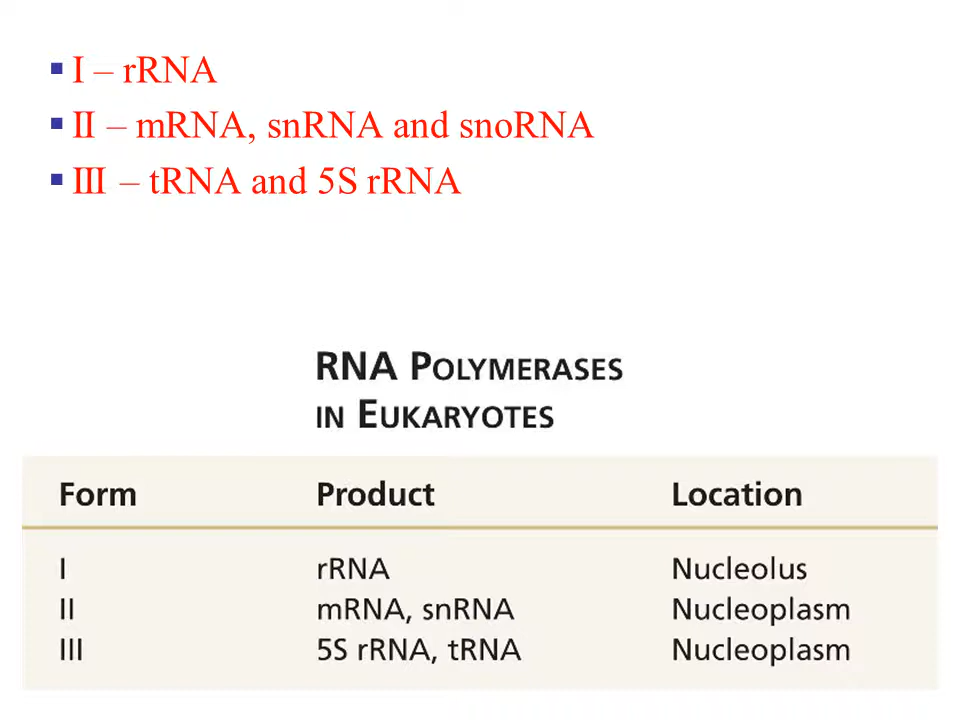 I – rRNA
II – mRNA, snRNA and snoRNA
III – tRNA and 5S rRNA
RNA POLYMERASES
IN EUKARYOTES
Form Product Location
I rRNA Nucleolus
II mRNA, snRNA Nucleoplasm
III 5S rRNA, tRNA Nucleoplasm